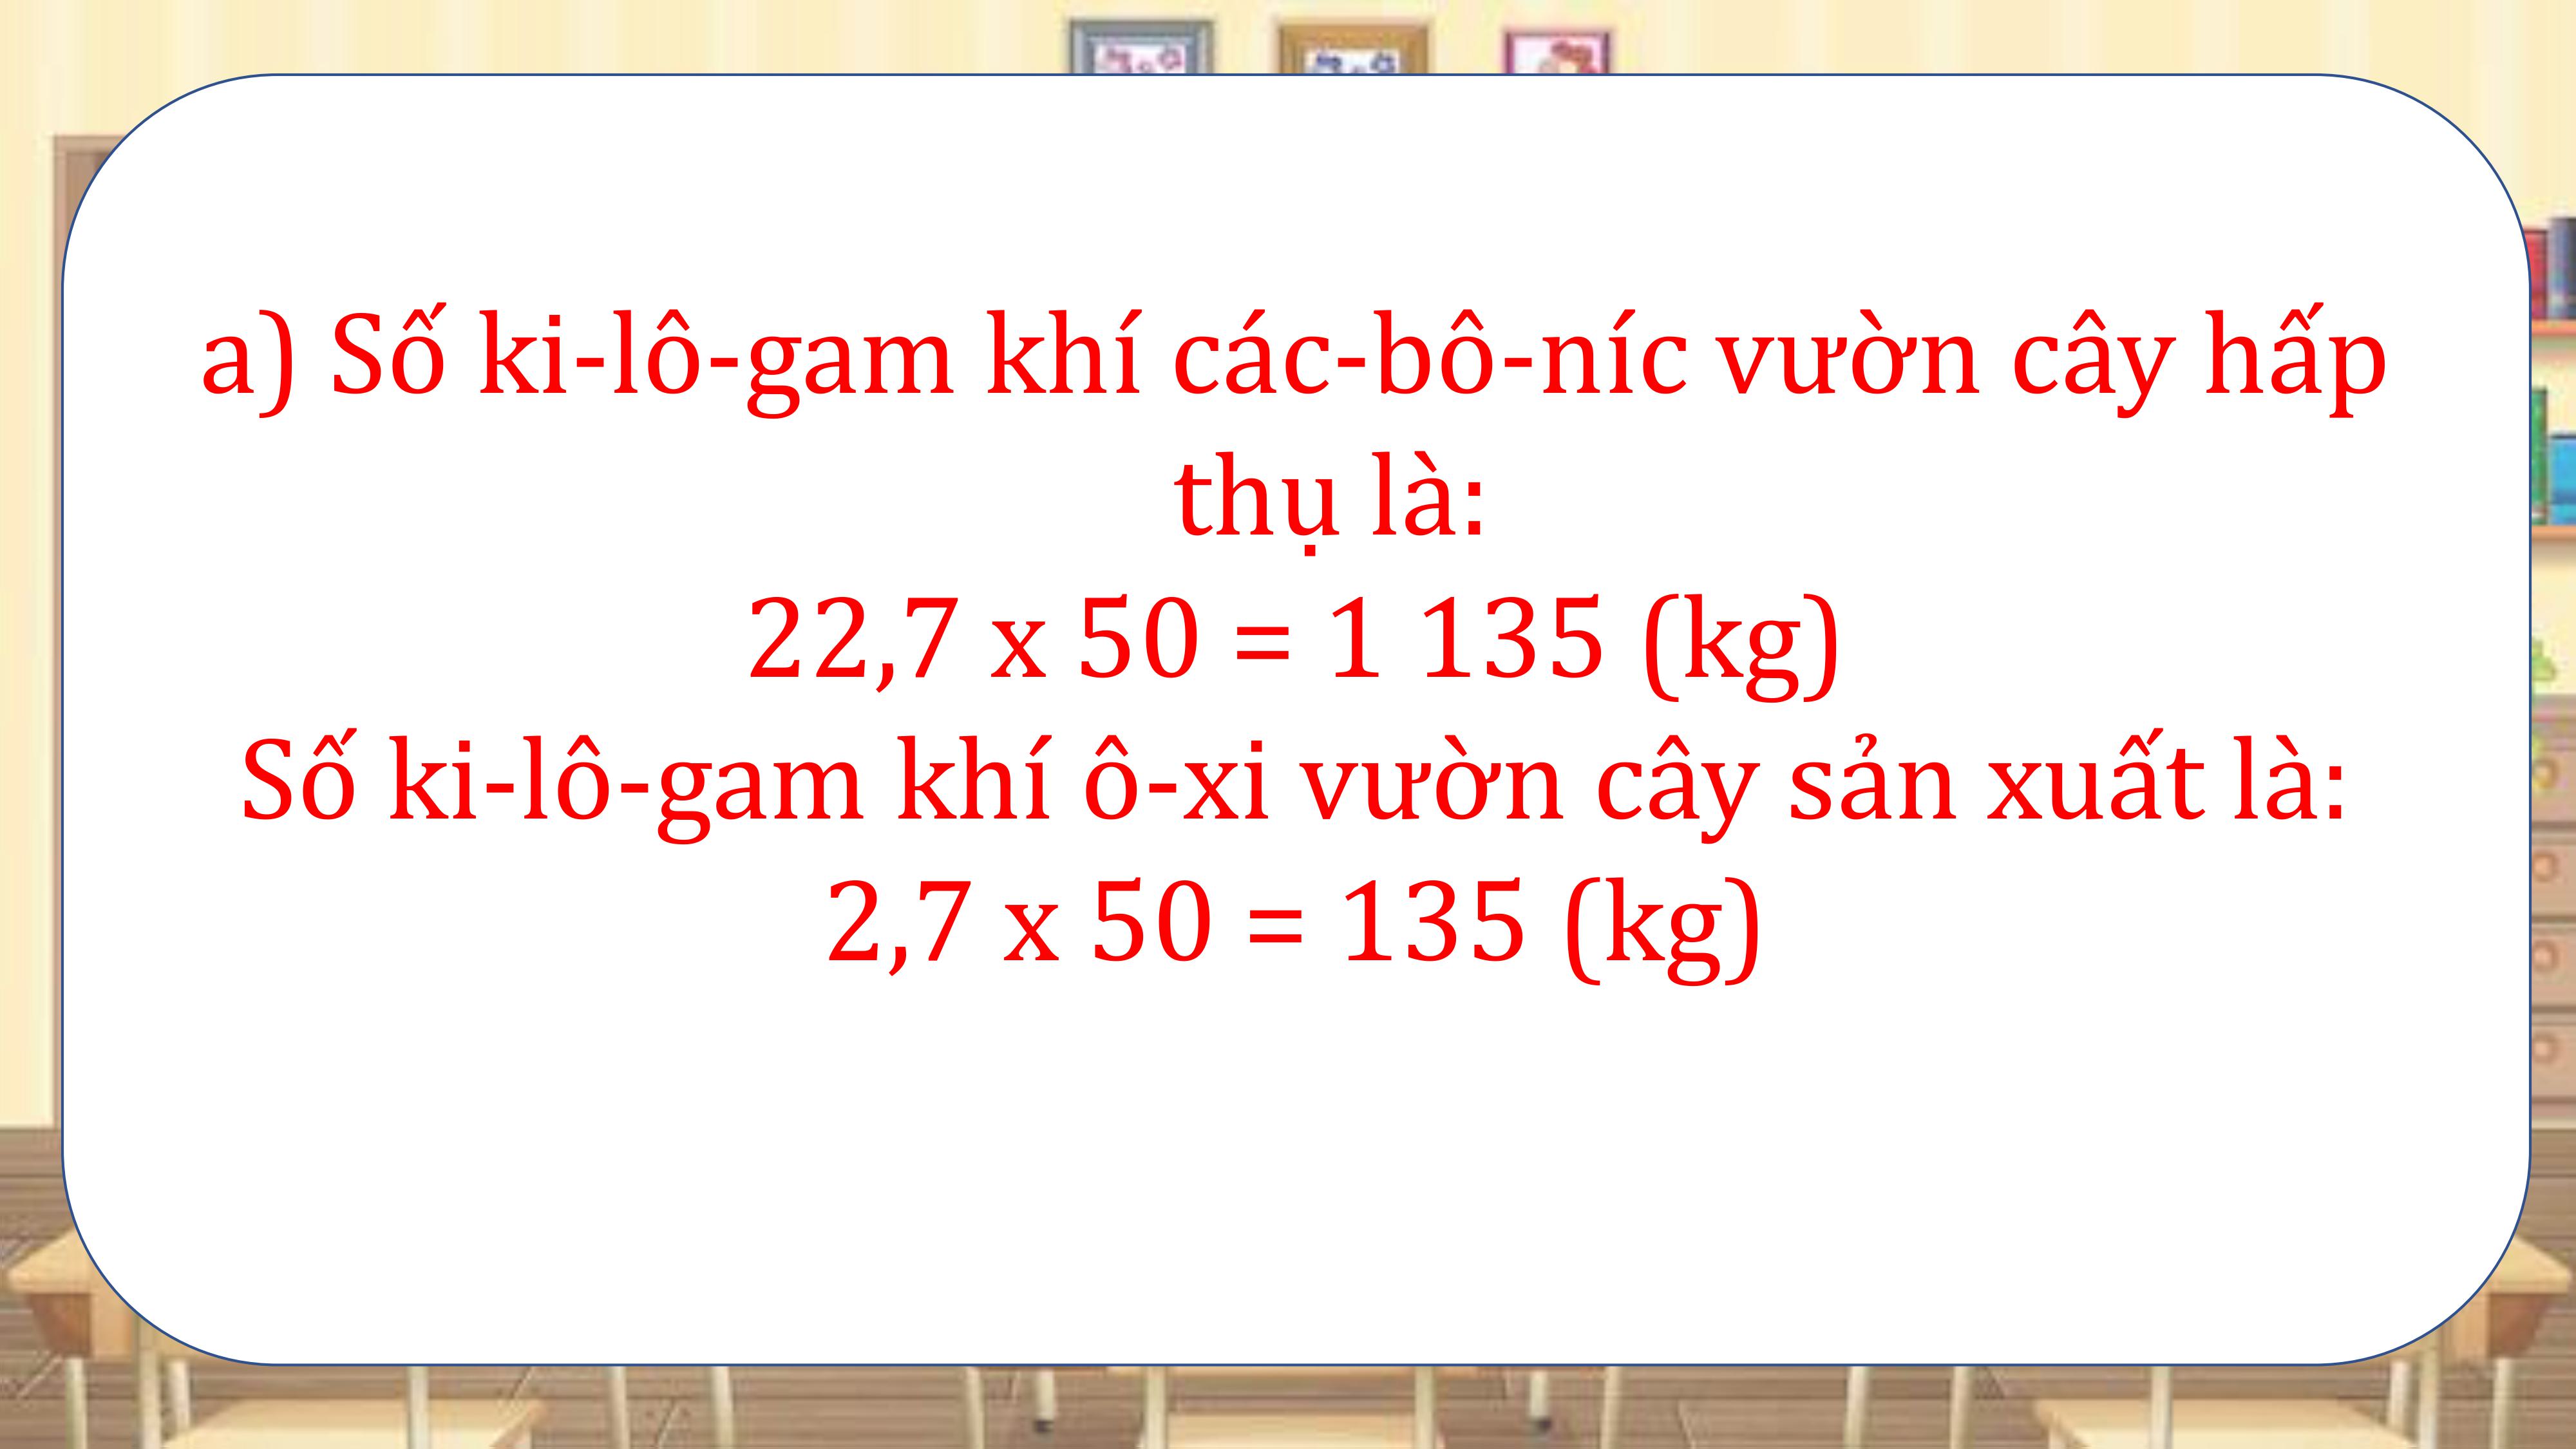 a) Số ki-lô-gam khí các-bô-níc vườn cây hấp
thụ là:
22,7 x 50 = 1 135 (kg)
Số ki-lô-gam khí ô-xi vườn cây sản xuất là:
2,7 x 50 = 135 (kg)